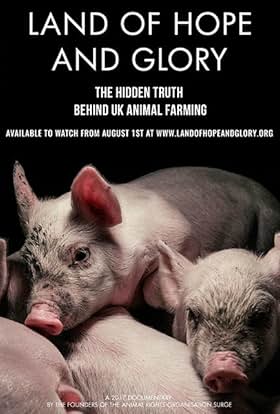 LAND OF HOPE
AND GLORY
THE HIDDEN TRUTH
BEHIND UK ANIMAL FARMING
AVAILABLE TO WATCH FROM AUGUST 1ST AT WWW.LANDOFHOPEANDGLORY.ORG
A 2017 DOCUMENTARY
BY THE FOUNDERS OF THE ANIMAL RIGHTS ORGANISATION SURGE